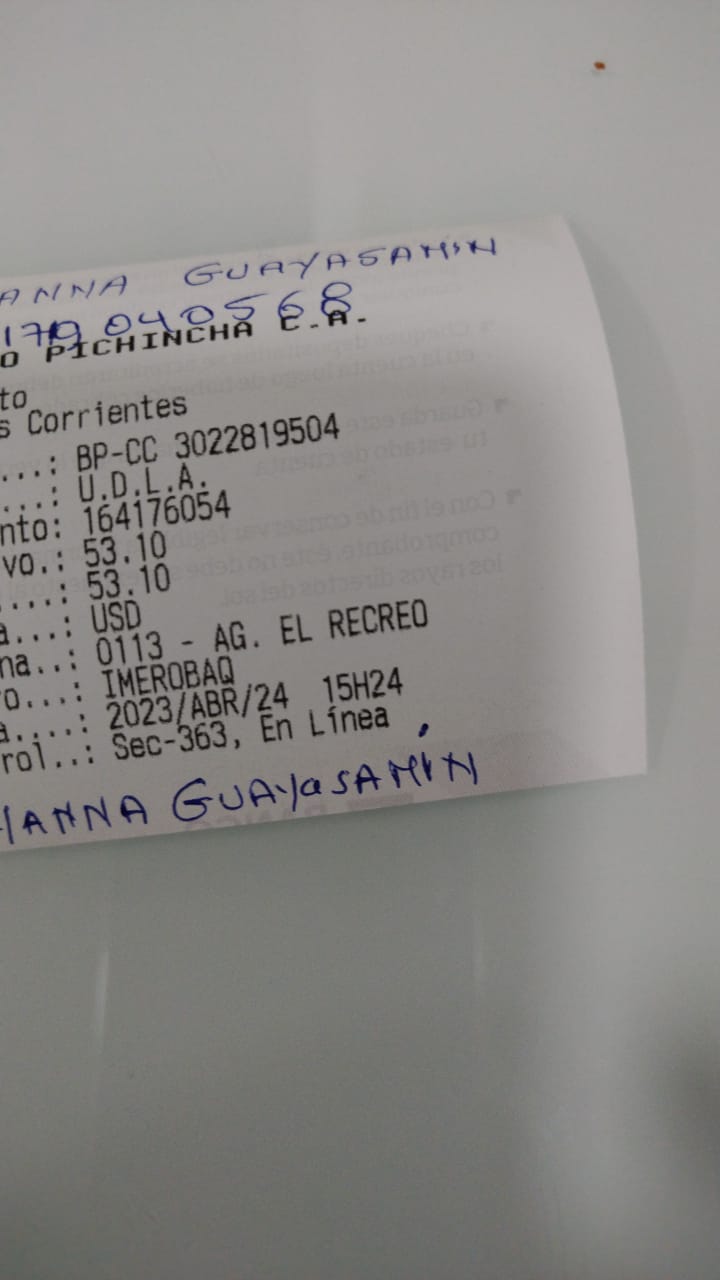 ANNA GUAYASAMIN
179040568
O PICHINCHA C.A.
to
s Corrientes
...: BP-CC 3022819504
...: U.D.L.A.
nto: 164176054
vo.: 53.10
...: 53.10
a...: USD
na..: 0113 - AG. EL RECREO
o...: IMEROBAQ
a....: 2023/ABR/24 15H24
rol..: Sec-363, En Línea
HANNA GUAYASAMIN